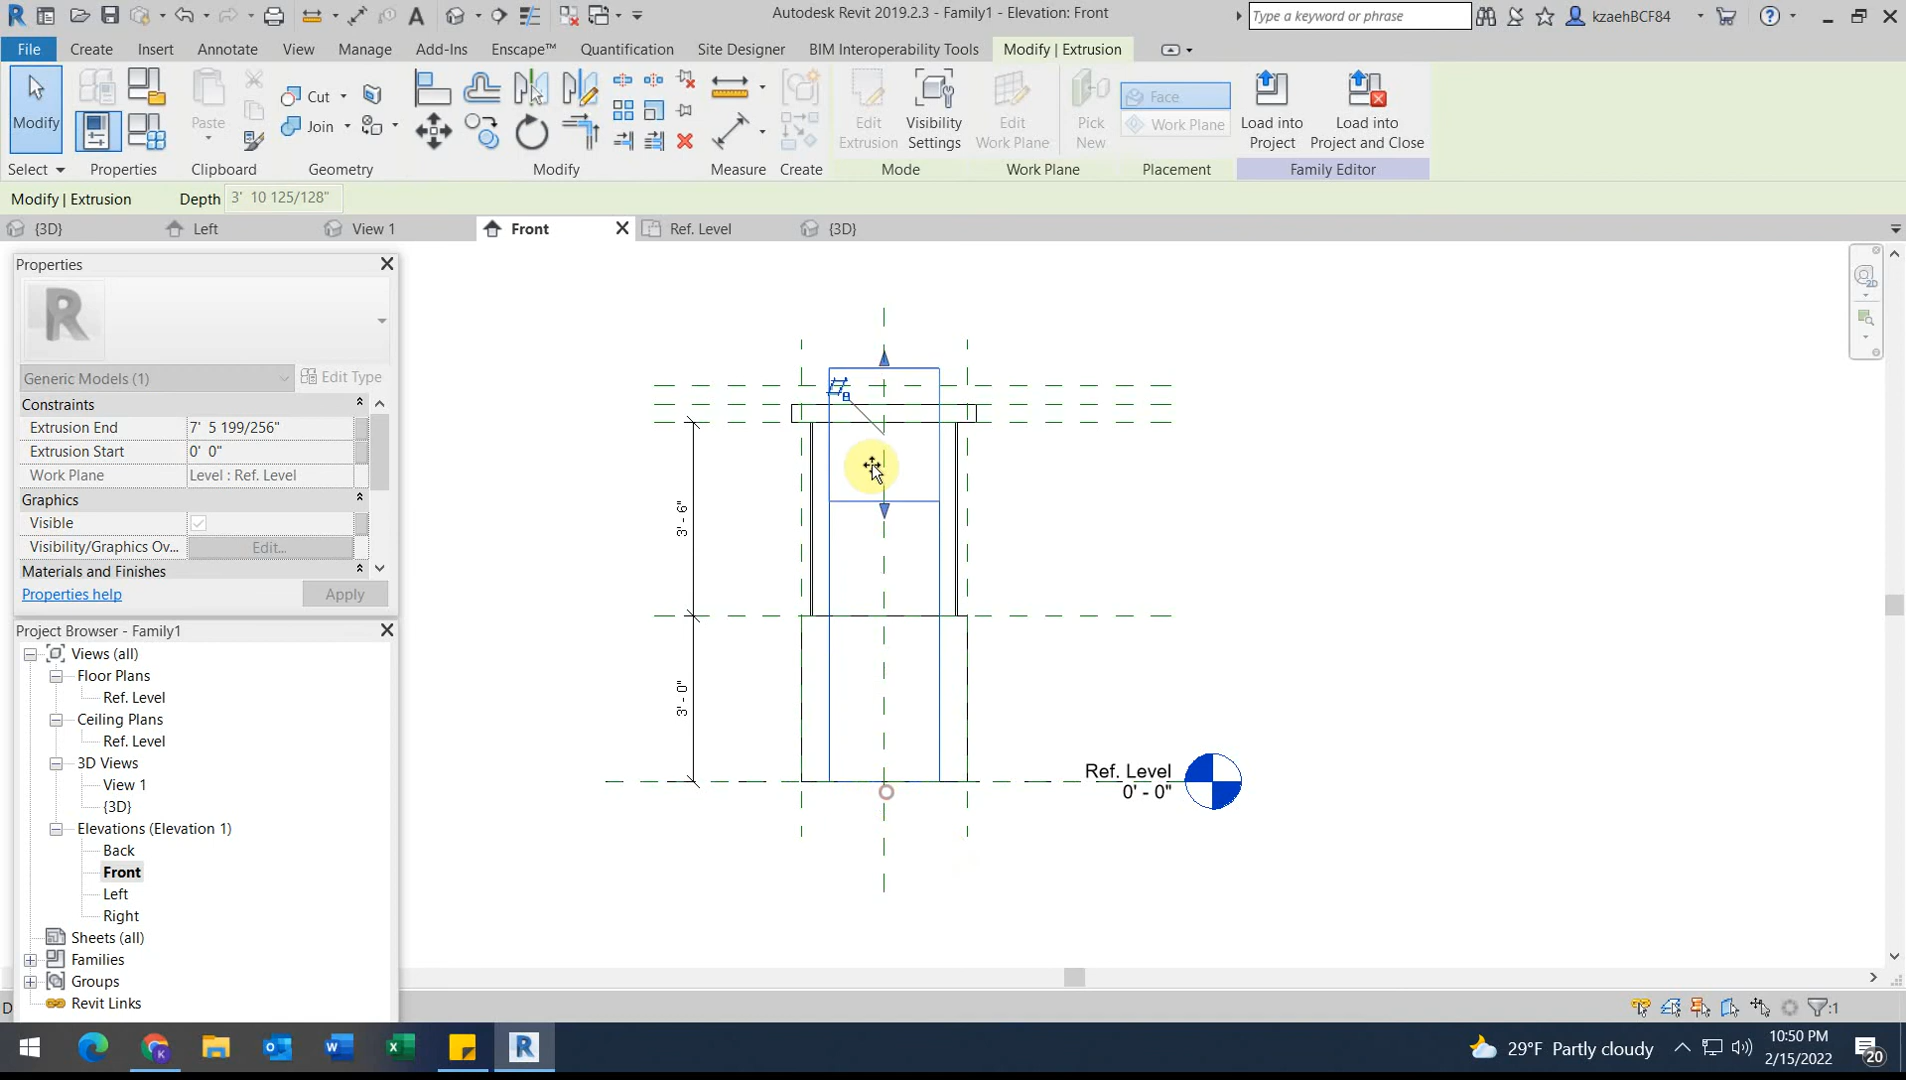 Autodesk Revit 2019.2.3 - Family1 - Elevation: Front
Type a keyword or phrase
kzaehBCF84
File Create Insert Annotate View Manage Add-Ins Enscape™ Quantification Site Designer BIM Interoperability Tools Modify | Extrusion
Modify
Paste
Cut
Join
Edit
Extrusion
Visibility
Settings
Edit
Work Plane
Pick
New
Face
Work Plane
Load into
Project
Load into
Project and Close
Select Properties Clipboard Geometry Modify Measure Create Mode Work Plane Placement Family Editor
Modify | Extrusion Depth 3' 10 125/128"
{3D} Left View 1 Front Ref. Level {3D}
Properties
Generic Models (1) Edit Type
Constraints
Extrusion End 7' 5 199/256"
Extrusion Start 0' 0"
Work Plane Level : Ref. Level
Graphics
Visible
Visibility/Graphics Ov... Edit...
Materials and Finishes
Properties help Apply
Project Browser - Family1
Views (all)
Floor Plans
Ref. Level
Ceiling Plans
Ref. Level
3D Views
View 1
{3D}
Elevations (Elevation 1)
Back
Front
Left
Right
Sheets (all)
Families
Groups
Revit Links
3' - 6"
3' - 0"
Ref. Level
0' - 0"
2D
:1
29°F Partly cloudy
10:50 PM
2/15/2022
20